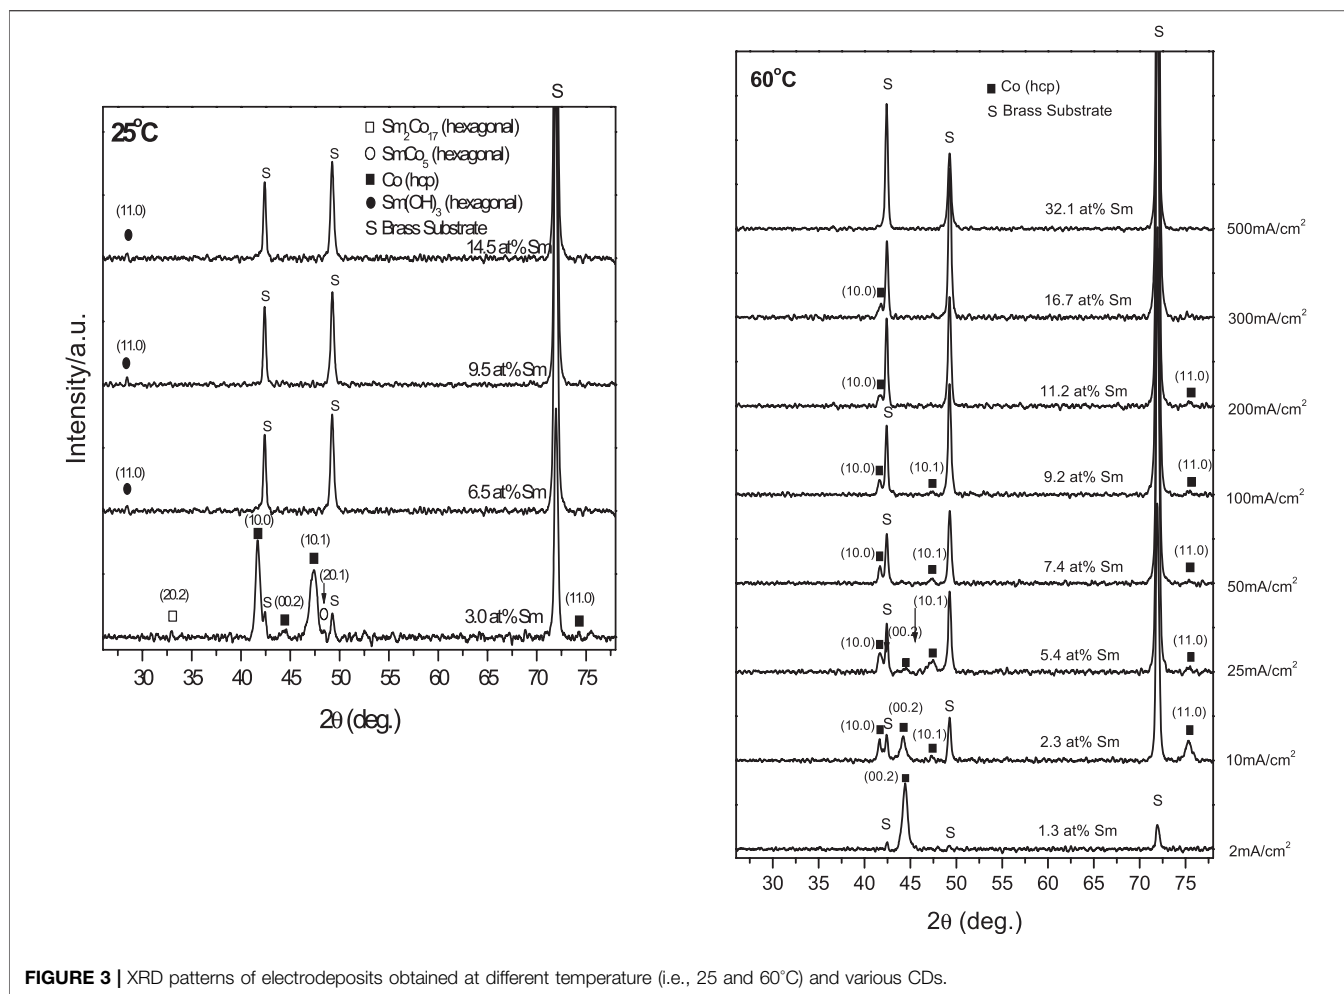 S
25°C
□ Sm2Co17 (hexagonal)
○ SmCo5 (hexagonal)
■ Co (hcp)
● Sm(OH)3 (hexagonal)
S Brass Substrate
S
S
(11.0)
14.5 at% Sm
S
S
(11.0)
9.5 at% Sm
S
S
(11.0)
6.5 at% Sm
(10.0)
(10.1)
(20.1)
(20.2)
S
(00.2)
S
3.0 at% Sm
(11.0)
Intensity/a.u.
30 35 40 45 50 55 60 65 70 75
2θ (deg.)
S
60°C
■ Co (hcp)
S Brass Substrate
S
S
32.1 at% Sm
500mA/cm2
(10.0)
16.7 at% Sm
300mA/cm2
(10.0)
11.2 at% Sm
(11.0)
200mA/cm2
S
(10.0)
(10.1)
9.2 at% Sm
(11.0)
100mA/cm2
S
(10.0)
(10.1)
7.4 at% Sm
(11.0)
50mA/cm2
S
(10.1)
(10.0)
(00.2)
5.4 at% Sm
(11.0)
25mA/cm2
(00.2)
S
(10.0)
S
(10.1)
2.3 at% Sm
(11.0)
10mA/cm2
(00.2)
S
S
1.3 at% Sm
S
2mA/cm2
30 35 40 45 50 55 60 65 70 75
2θ (deg.)
FIGURE 3 | XRD patterns of electrodeposits obtained at different temperature (i.e., 25 and 60°C) and various CDs.